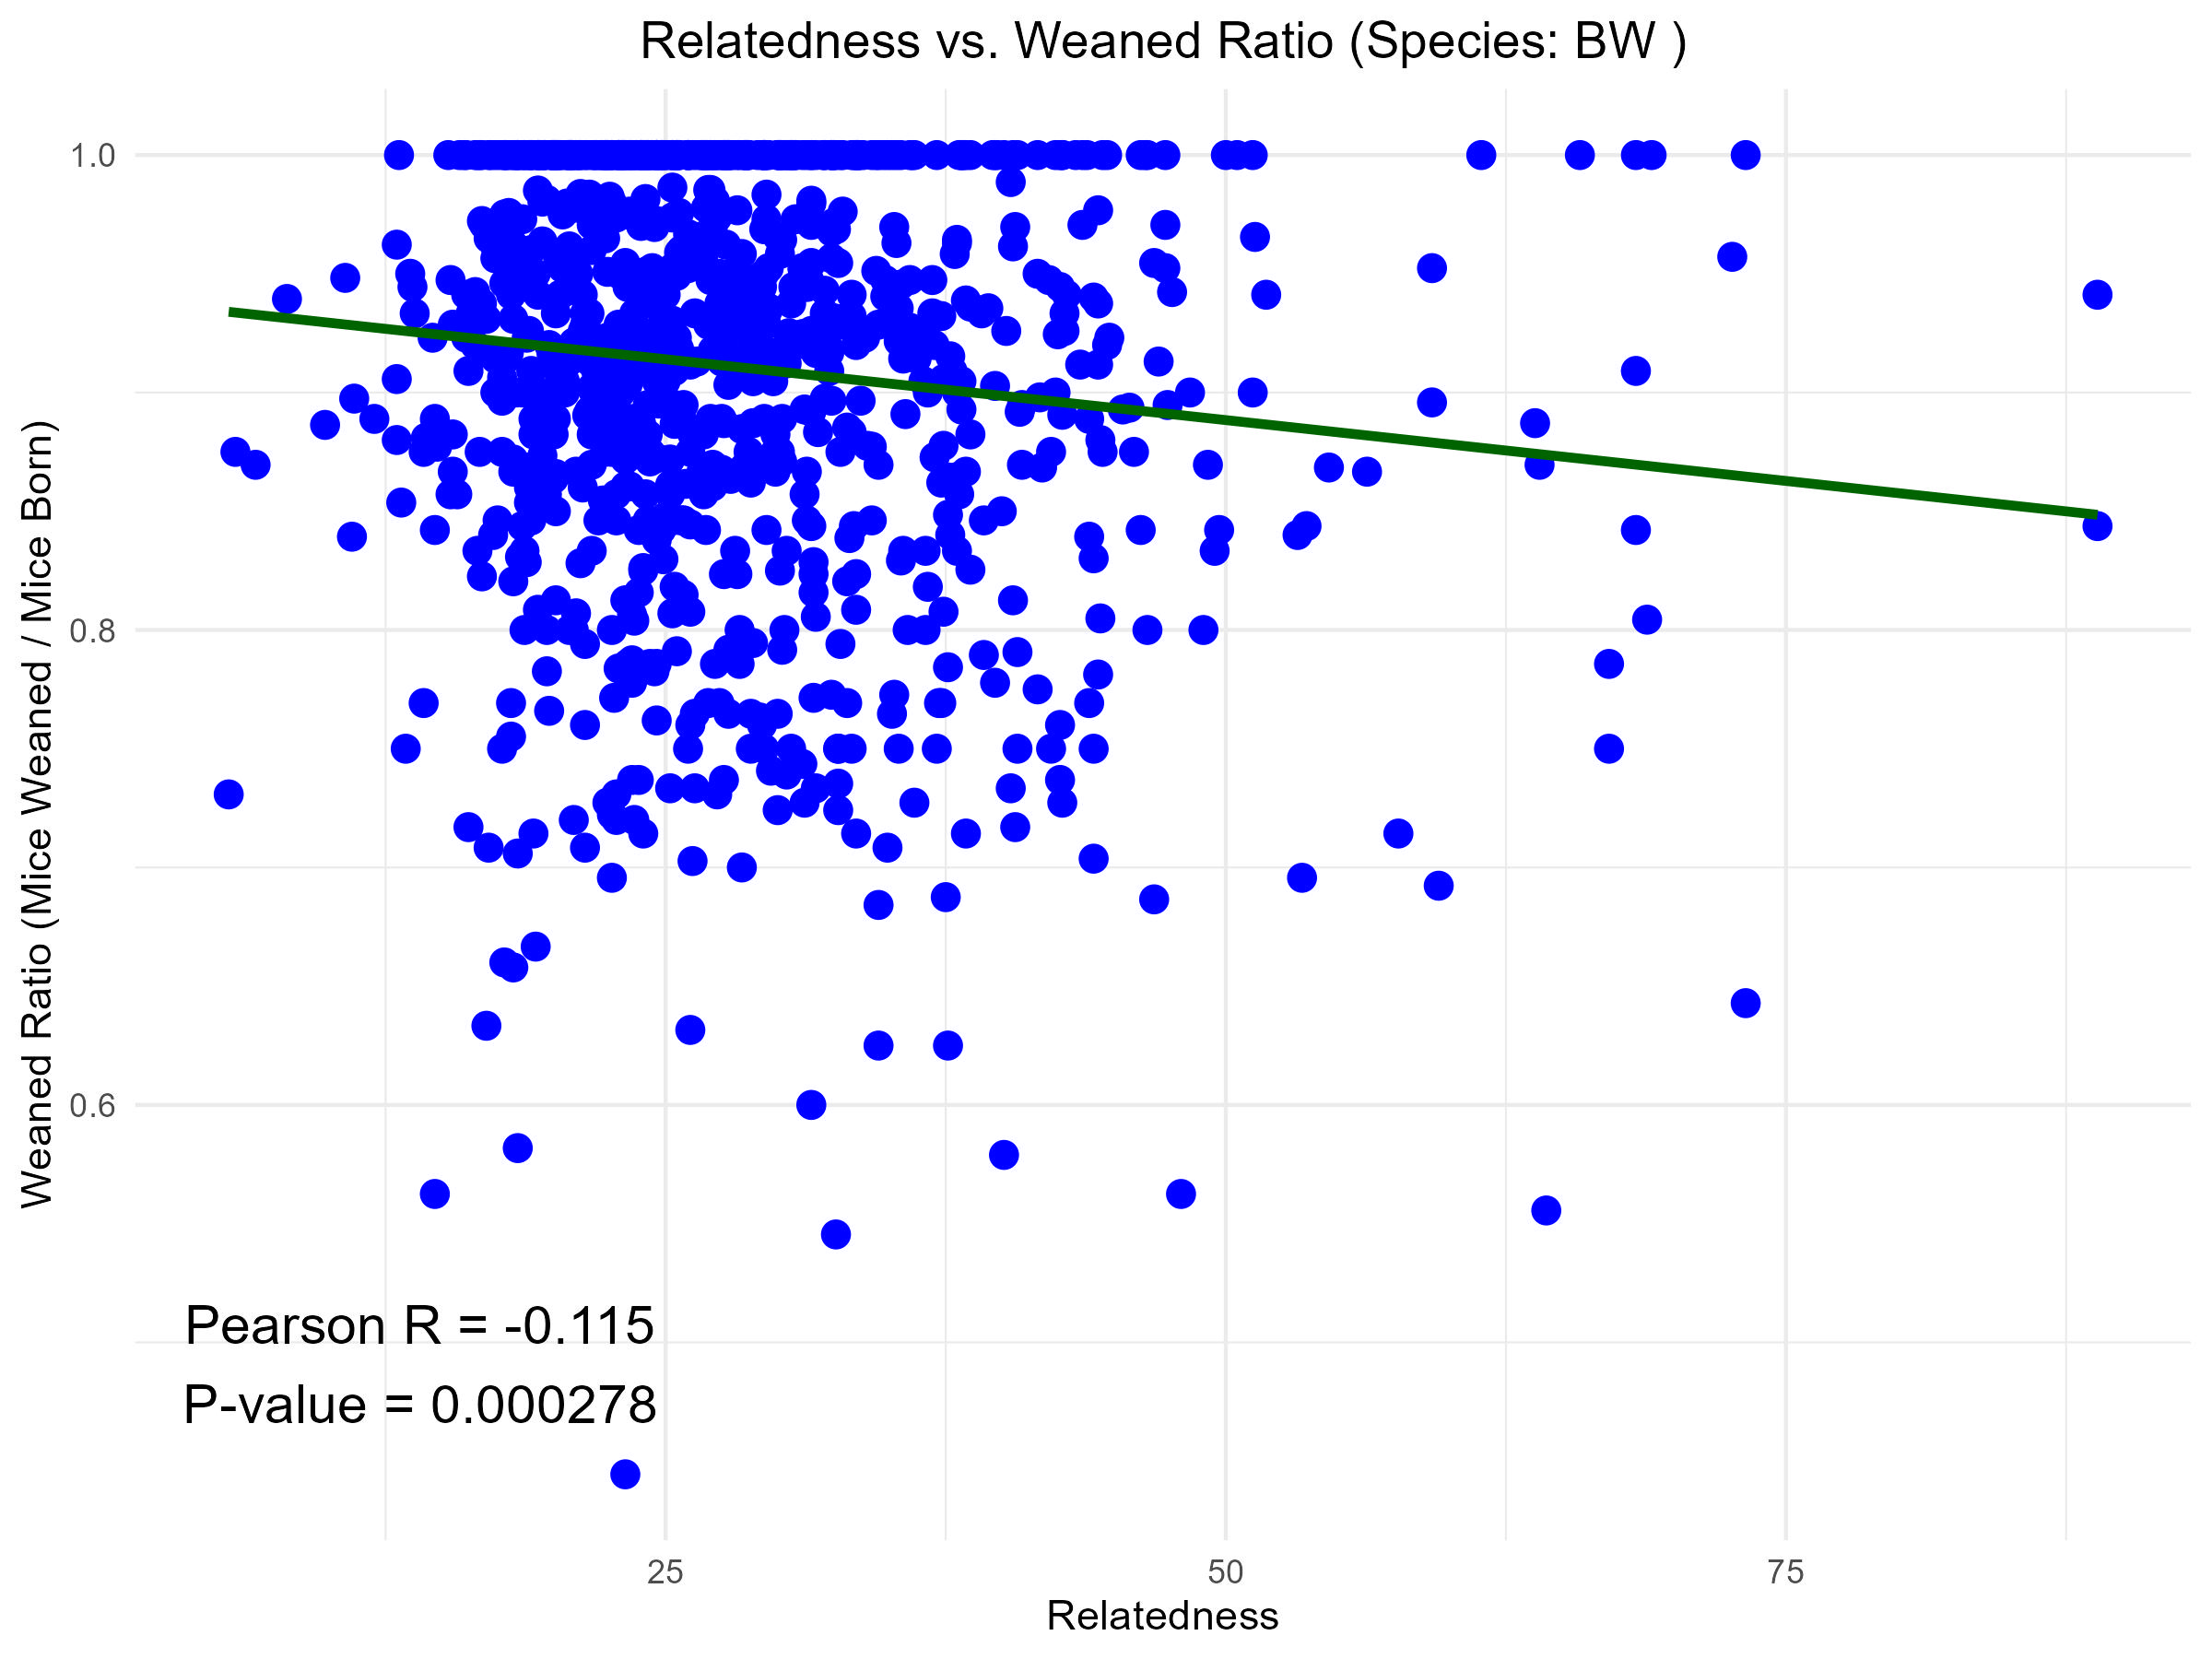 Relatedness vs. Weaned Ratio (Species: BW )
Weaned Ratio (Mice Weaned / Mice Born)
1.0
0.8
0.6
Pearson R = -0.115
P-value = 0.000278
25
50
75
Relatedness